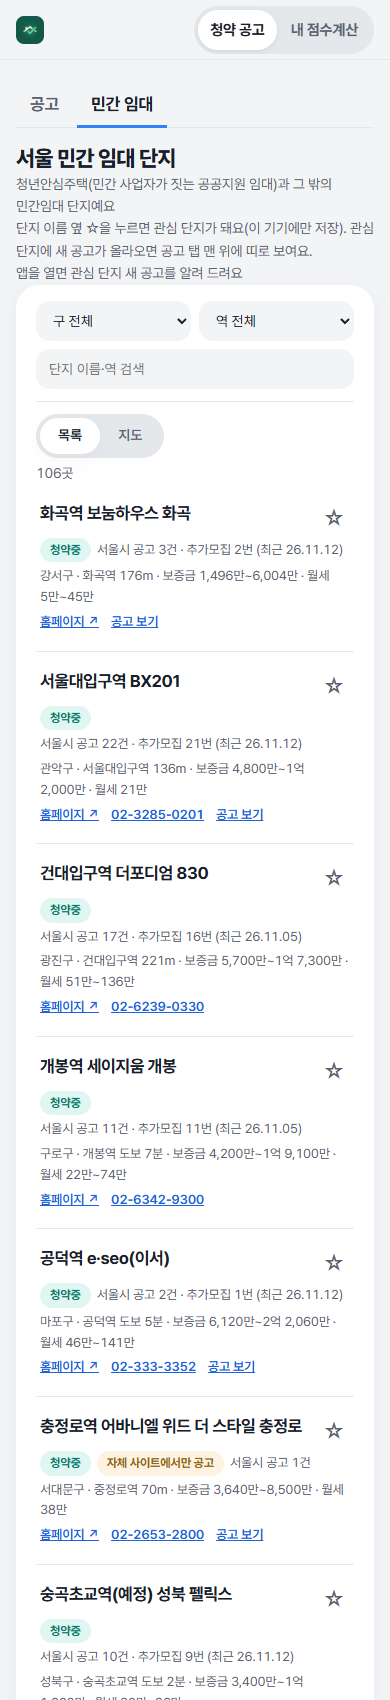 청약 공고
내 점수계산
공고
민간 임대
서울 민간 임대 단지
청년안심주택(민간 사업자가 짓는 공공지원 임대)과 그 밖의
민간임대 단지예요
단지 이름 옆 ☆을 누르면 관심 단지가 돼요(이 기기에만 저장). 관심
단지에 새 공고가 올라오면 공고 탭 맨 위에 띠로 보여요.
앱을 열면 관심 단지 새 공고를 알려 드려요
구 전체
역 전체
단지 이름·역 검색
목록
지도
106곳
화곡역 보눔하우스 화곡
☆
청약중 서울시 공고 3건 · 추가모집 2번 (최근 26.11.12)
강서구 · 화곡역 176m · 보증금 1,496만~6,004만 · 월세
5만~45만
홈페이지 ↗ 공고 보기
서울대입구역 BX201
☆
청약중
서울시 공고 22건 · 추가모집 21번 (최근 26.11.12)
관악구 · 서울대입구역 136m · 보증금 4,800만~1억
2,000만 · 월세 21만
홈페이지 ↗ 02-3285-0201 공고 보기
건대입구역 더포디엄 830
☆
청약중
서울시 공고 17건 · 추가모집 16번 (최근 26.11.05)
광진구 · 건대입구역 221m · 보증금 5,700만~1억 7,300만 ·
월세 51만~136만
홈페이지 ↗ 02-6239-0330
개봉역 세이지움 개봉
☆
청약중
서울시 공고 11건 · 추가모집 11번 (최근 26.11.05)
구로구 · 개봉역 도보 7분 · 보증금 4,200만~1억 9,100만 ·
월세 22만~74만
홈페이지 ↗ 02-6342-9300
공덕역 e·seo(이서)
☆
청약중 서울시 공고 2건 · 추가모집 1번 (최근 26.11.12)
마포구 · 공덕역 도보 5분 · 보증금 6,120만~2억 2,060만 ·
월세 46만~141만
홈페이지 ↗ 02-333-3352 공고 보기
충정로역 어바니엘 위드 더 스타일 충정로
☆
청약중 자체 사이트에서만 공고 서울시 공고 1건
서대문구 · 충정로역 70m · 보증금 3,640만~8,500만 · 월세
38만
홈페이지 ↗ 02-2653-2800 공고 보기
숭곡초교역(예정) 성북 펠릭스
☆
청약중
서울시 공고 10건 · 추가모집 9번 (최근 26.11.12)
성북구 · 숭곡초교역 도보 2분 · 보증금 3,400만~1억